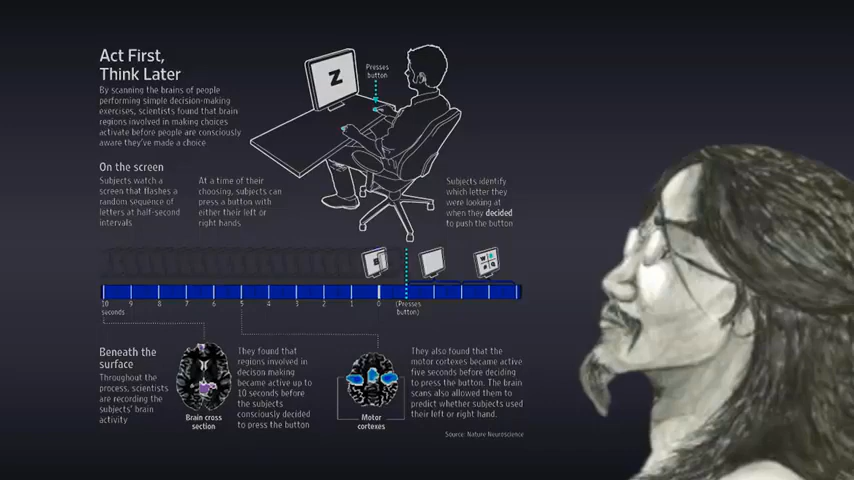 Act First,
Think Later
By scanning the brains of people
performing simple decision-making
exercises, scientists found that brain
regions involved in making choices
activate before people are consciously
aware they've made a choice
Z
Presses
button
On the screen
Subjects watch a
screen that flashes a
random sequence of
letters at half-second
intervals
At a time of their
choosing, subjects can
press a button with
either their left or
right hands
Subjects identify
which letter they
were looking at
when they decided
to push the button
10 9 8 7 6 5 4 3 2 1 0
seconds
(Presses
button)
Beneath the
surface
Throughout the
process, scientists
are recording the
subjects' brain
activity
Brain cross
section
They found that
regions involved in
decison making
became active up to
10 seconds before
the subjects
consciously decided
to press the button
Motor
cortexes
They also found that the
motor cortexes became active
five seconds before deciding
to press the button. The brain
scans also allowed them to
predict whether subjects used
their left or right hand.
Source: Nature Neuroscience